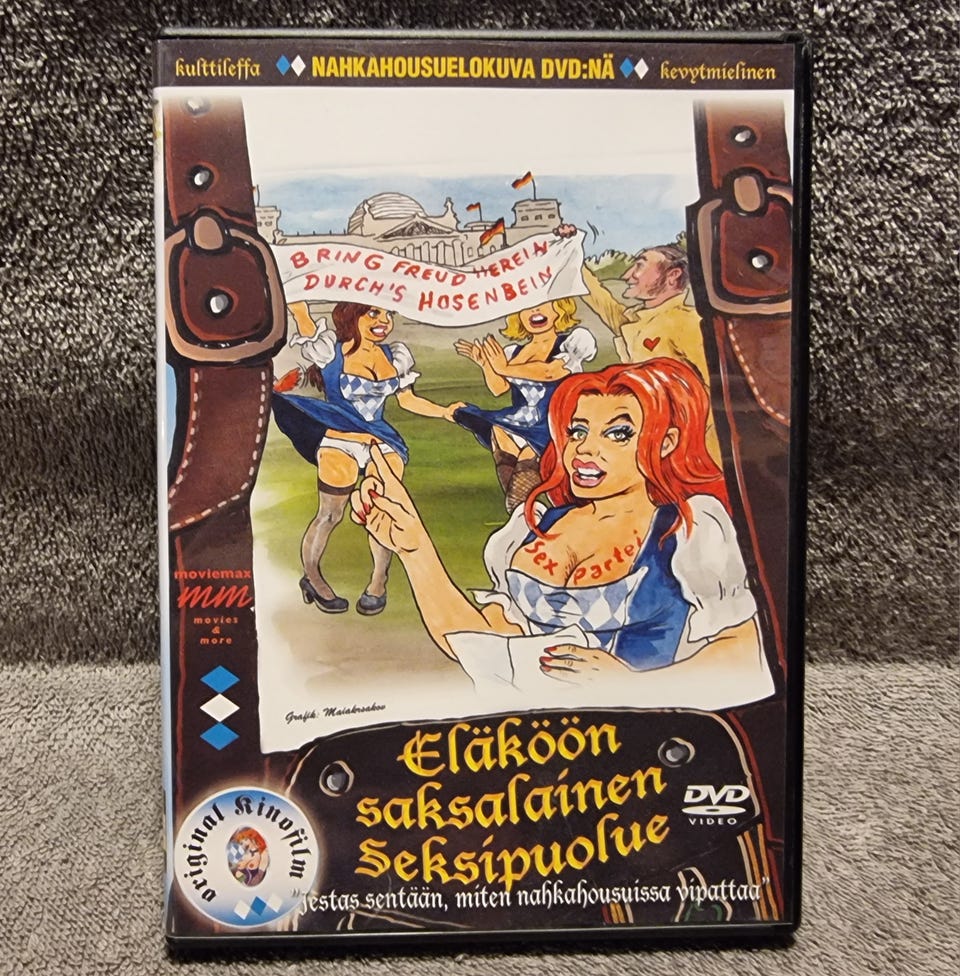 kulttileffa NAHKAHOUSUELOKUVA DVD:NÄ kevytmielinen
BRING FREUD HEREIN
DURCH'S HOSENBEIN
Sex partei
moviemax
mm
movies
&
more
Grafik: Maiakrsakov
Eläköön
saksalainen
Seksipuolue
DVD
VIDEO
original Kinofilm
"Jestas sentään, miten nahkahousuissa vipattaa"